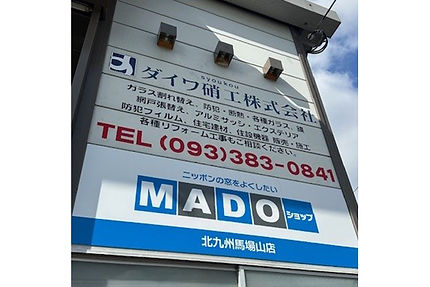 syoukou
ダイワ硝工株式会社
ガラス割れ替え、防犯・断熱・各種ガラス、鏡
網戸張替え、アルミサッシ・エクステリア
防犯フィルム、住宅建材、住設機器 販売・施工
各種リフォーム工事もご相談ください。
TEL (093)383-0841
ニッポンの窓をよくしたい
MADOショップ
北九州馬場山店